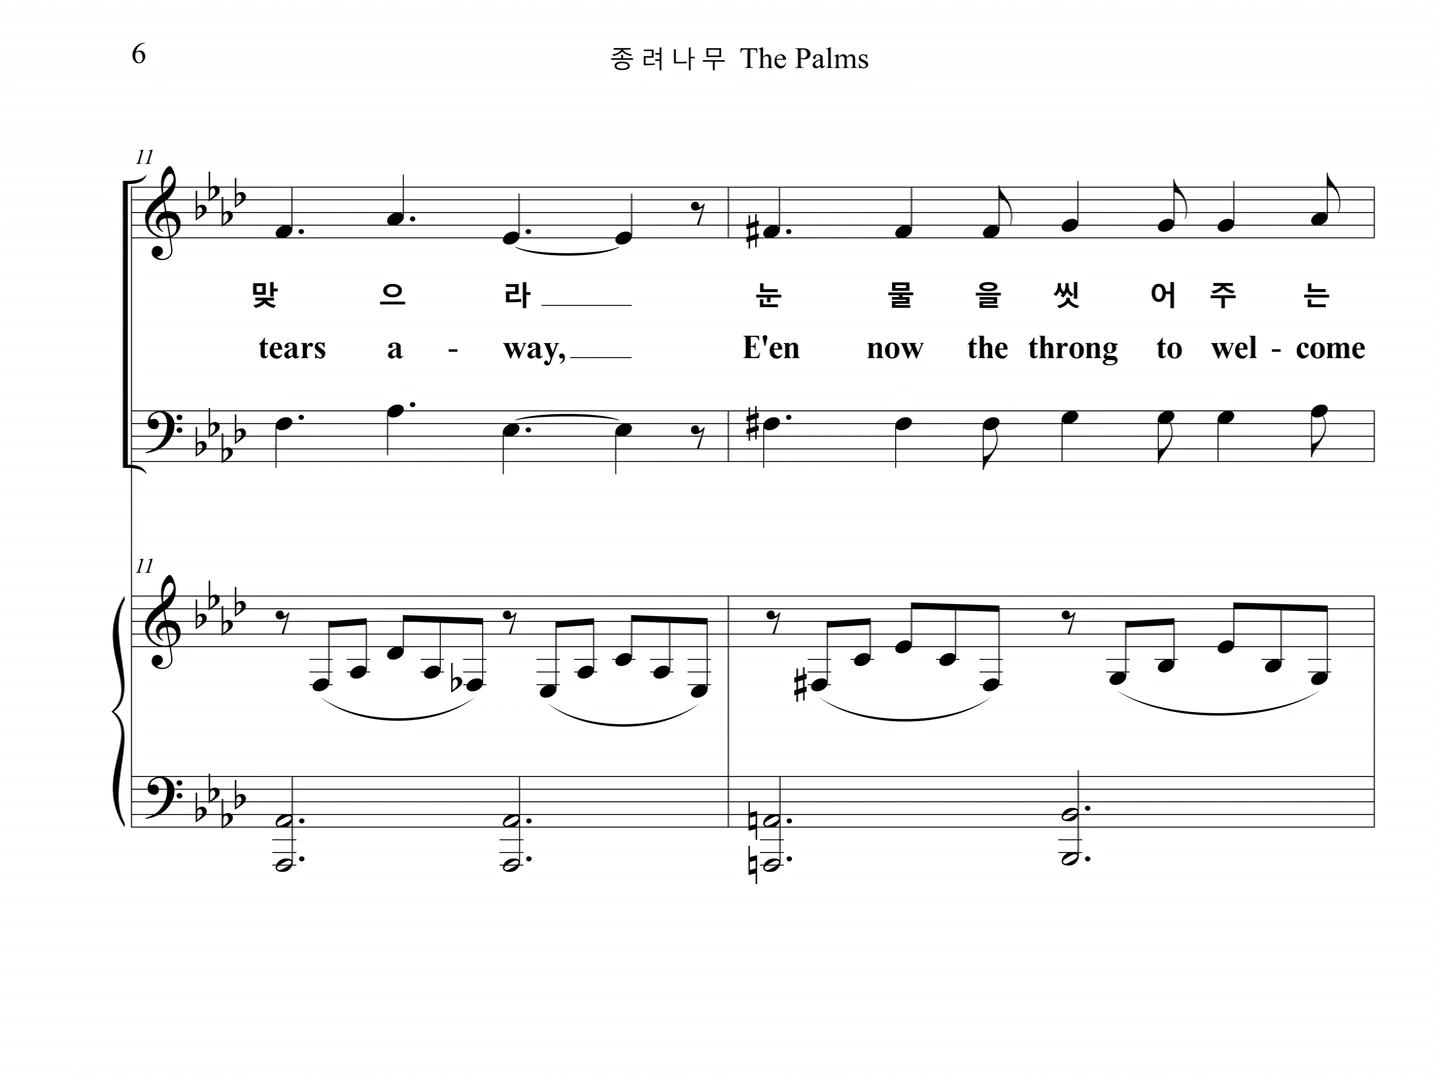 6
종려나무 The Palms
11
맞 으 라
눈 물 을 씻 어 주 는
tears a - way,
E'en now the throng to wel - come
11